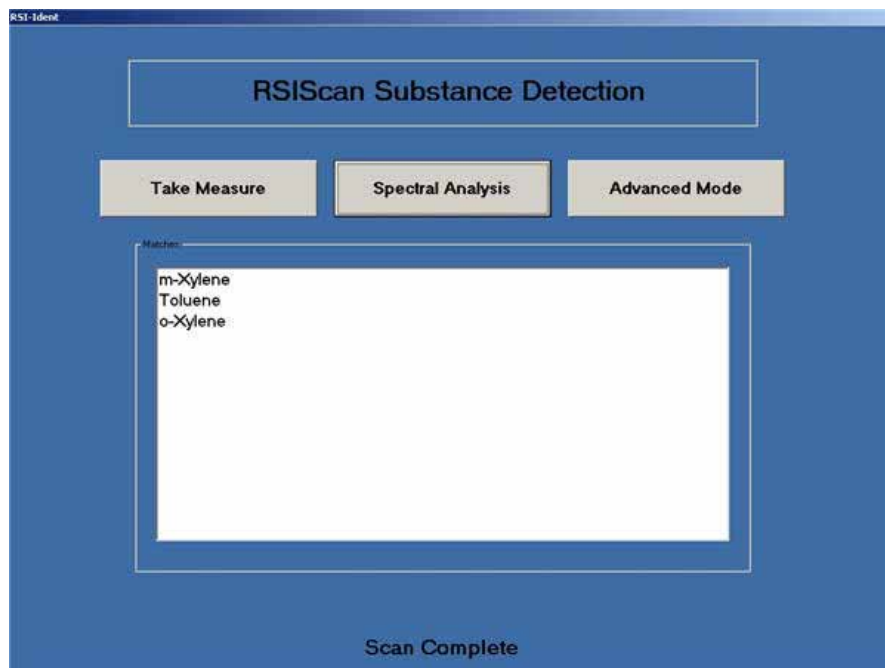 RSI-Ident
RSIScan Substance Detection
Take Measure
Spectral Analysis
Advanced Mode
Matches:
m-Xylene
Toluene
o-Xylene
Scan Complete